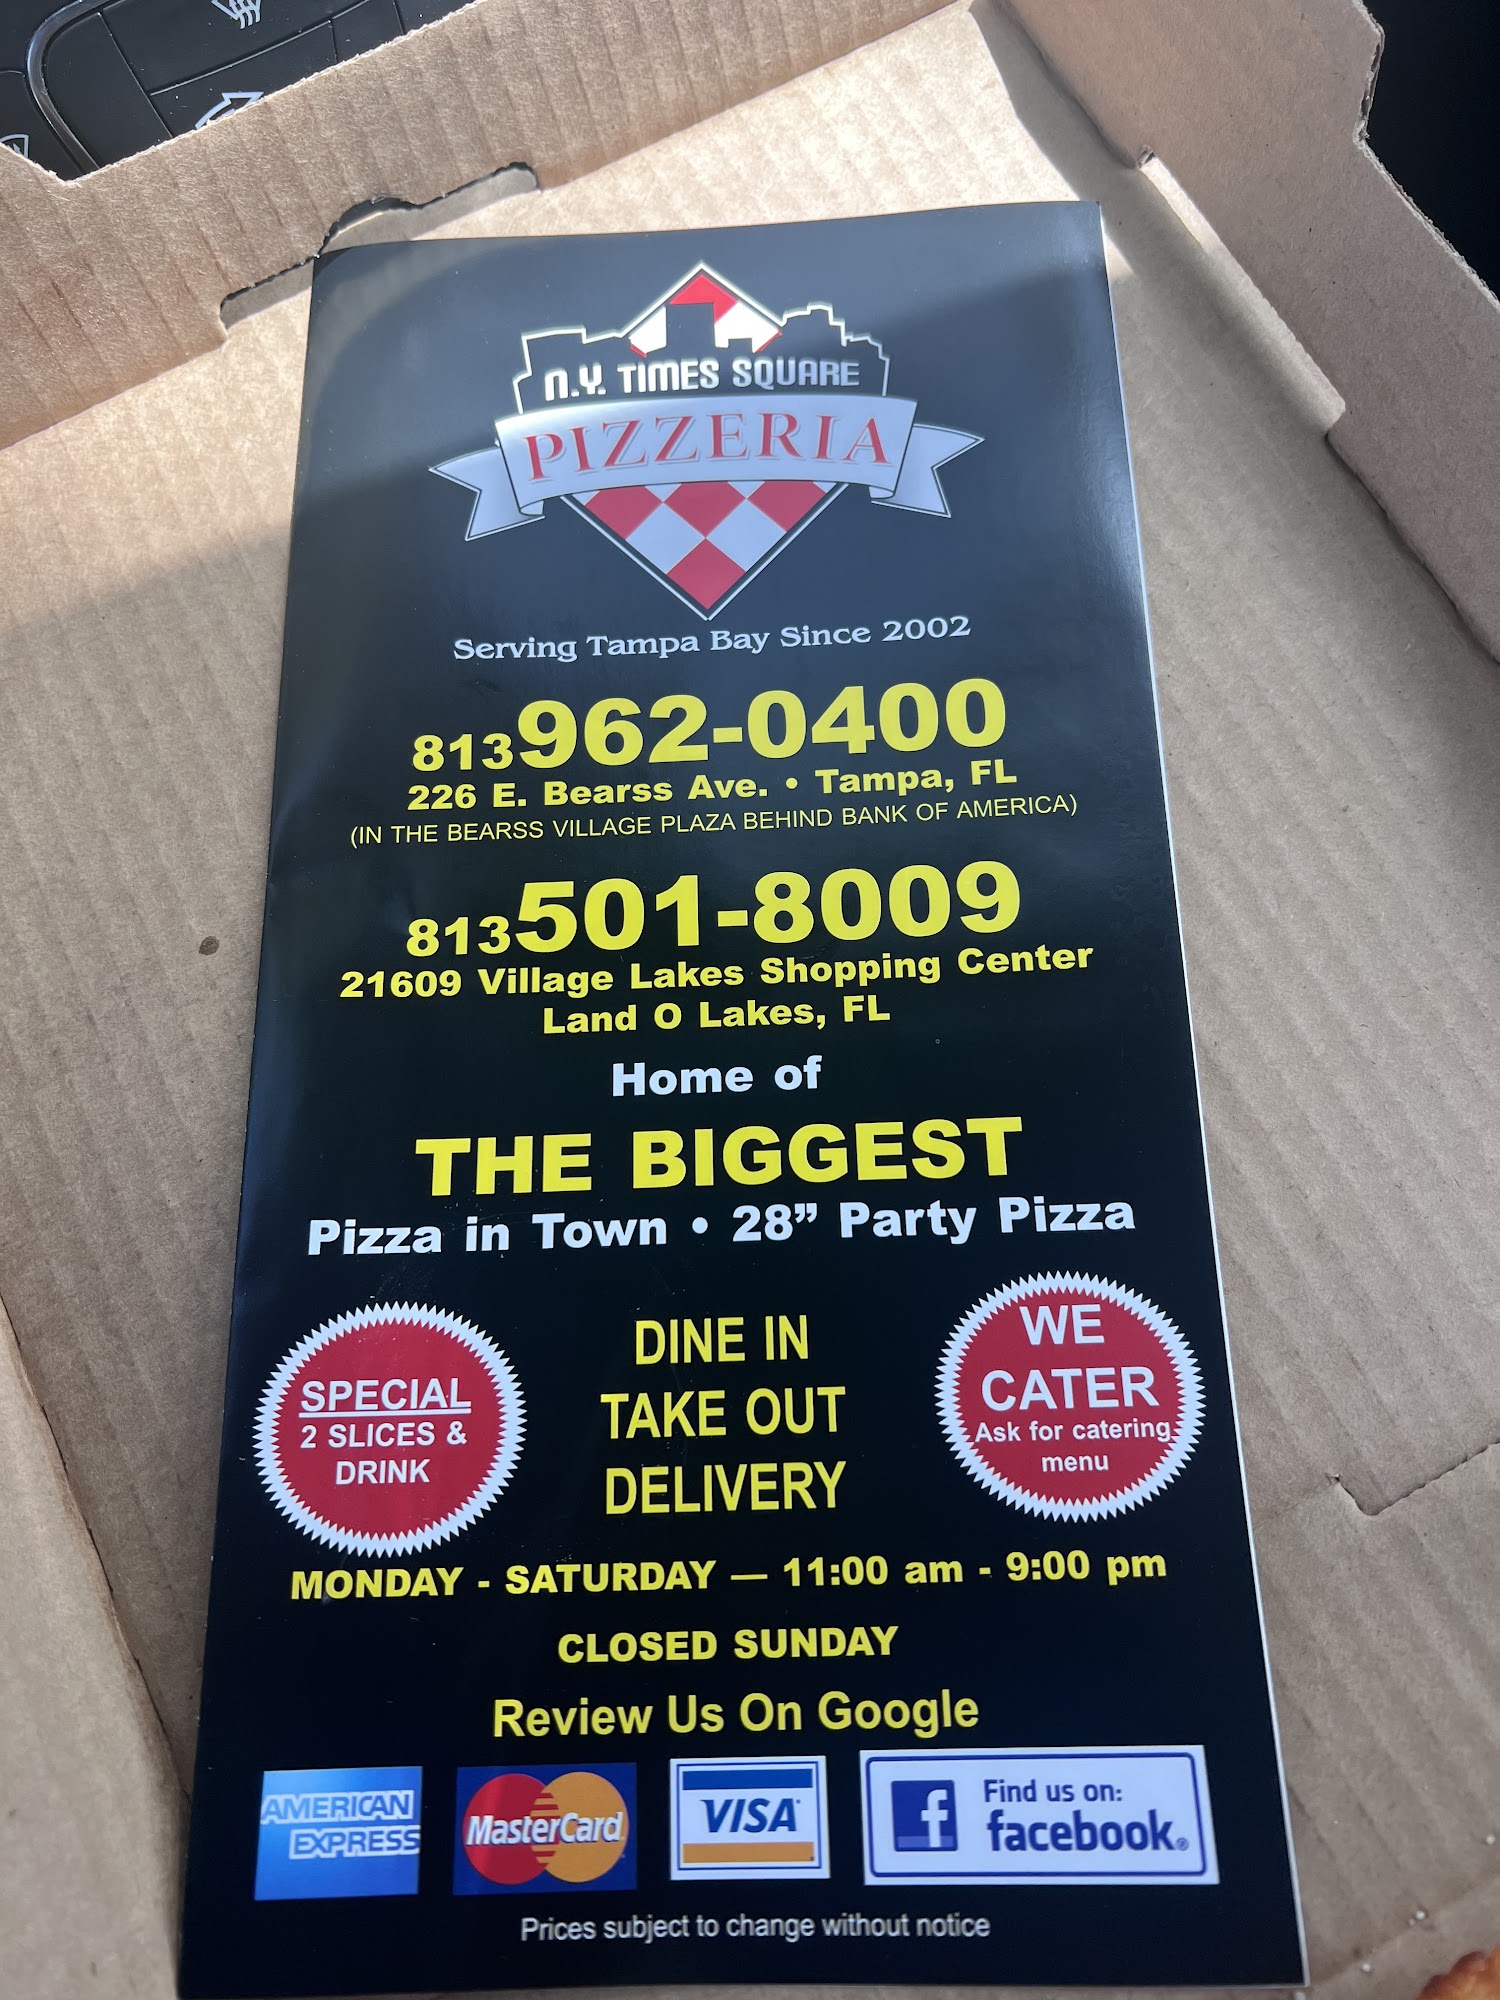 N.Y. TIMES SQUARE
PIZZERIA
Serving Tampa Bay Since 2002
813 962-0400
226 E. Bearss Ave. • Tampa, FL
(IN THE BEARSS VILLAGE PLAZA BEHIND BANK OF AMERICA)
813 501-8009
21609 Village Lakes Shopping Center
Land O Lakes, FL
Home of
THE BIGGEST
Pizza in Town • 28” Party Pizza
SPECIAL
2 SLICES &
DRINK
DINE IN
TAKE OUT
DELIVERY
WE
CATER
Ask for catering
menu
MONDAY - SATURDAY — 11:00 am - 9:00 pm
CLOSED SUNDAY
Review Us On Google
AMERICAN
EXPRESS
MasterCard
VISA
f
Find us on:
facebook®
Prices subject to change without notice